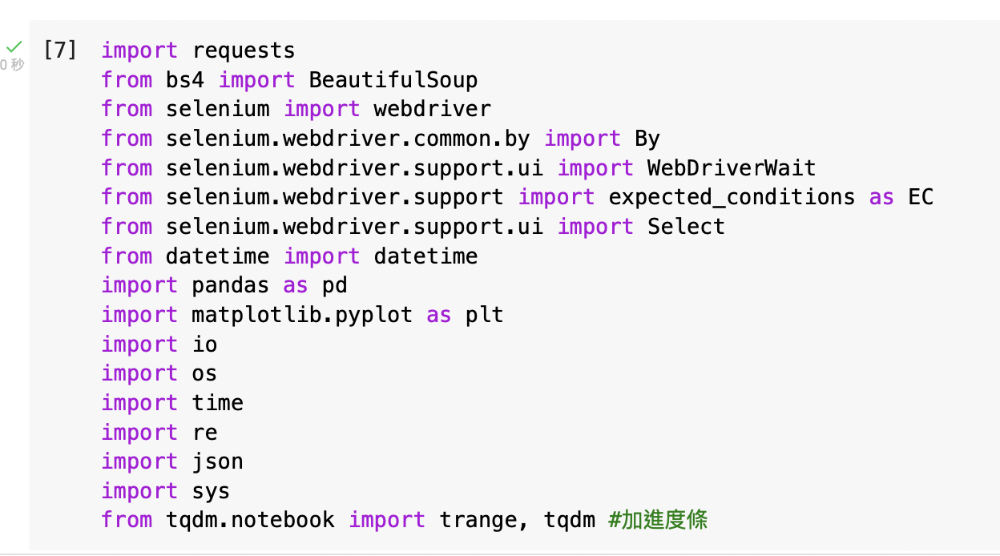 [7] import requests
0 秒
from bs4 import BeautifulSoup
from selenium import webdriver
from selenium.webdriver.common.by import By
from selenium.webdriver.support.ui import WebDriverWait
from selenium.webdriver.support import expected_conditions as EC
from selenium.webdriver.support.ui import Select
from datetime import datetime
import pandas as pd
import matplotlib.pyplot as plt
import io
import os
import time
import re
import json
import sys
from tqdm.notebook import trange, tqdm #加進度條